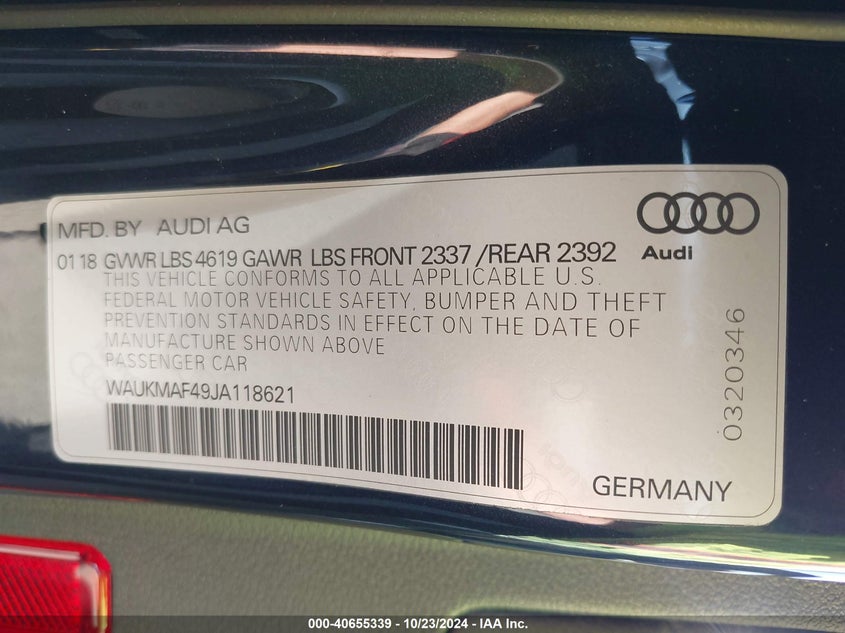 MFD. BY AUDI AG
Audi
01 18 GVWR LBS 4619 GAWR LBS FRONT 2337 / REAR 2392
THIS VEHICLE CONFORMS TO ALL APPLICABLE U.S.
FEDERAL MOTOR VEHICLE SAFETY, BUMPER AND THEFT
PREVENTION STANDARDS IN EFFECT ON THE DATE OF
MANUFACTURE SHOWN ABOVE
PASSENGER CAR
WAUKMAF49JA118621
0320346
GERMANY
000-40655339 - 10/23/2024 - IAA Inc.